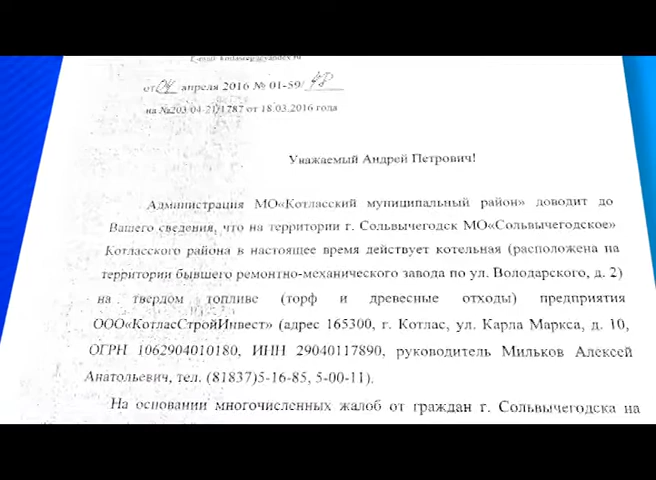 от 04 апреля 2016 № 01-59/48
на №203 04-21/1787 от 18.03.2016 года
Уважаемый Андрей Петрович!
Администрация МО«Котласский муниципальный район» доводит до
Вашего сведения, что на территории г. Сольвычегодск МО«Сольвычегодское»
Котласского района в настоящее время действует котельная (расположена на
территории бывшего ремонтно-механического завода по ул. Володарского, д. 2)
на твердом топливе (торф и древесные отходы) предприятия
ООО«КотласСтройИнвест» (адрес 165300, г. Котлас, ул. Карла Маркса, д. 10,
ОГРН 1062904010180, ИНН 29040117890, руководитель Мильков Алексей
Анатольевич, тел. (81837)5-16-85, 5-00-11).
На основании многочисленных жалоб от граждан г. Сольвычегодска на